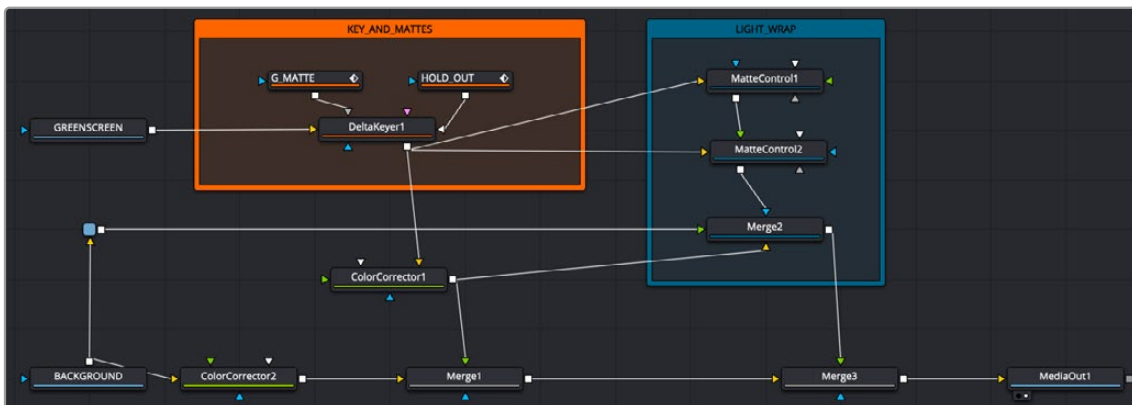 KEY_AND_MATTES
LIGHT_WRAP
G_MATTE
HOLD_OUT
MatteControl1
GREENSCREEN
DeltaKeyer1
MatteControl2
Merge2
ColorCorrector1
BACKGROUND
ColorCorrector2
Merge1
Merge3
MediaOut1